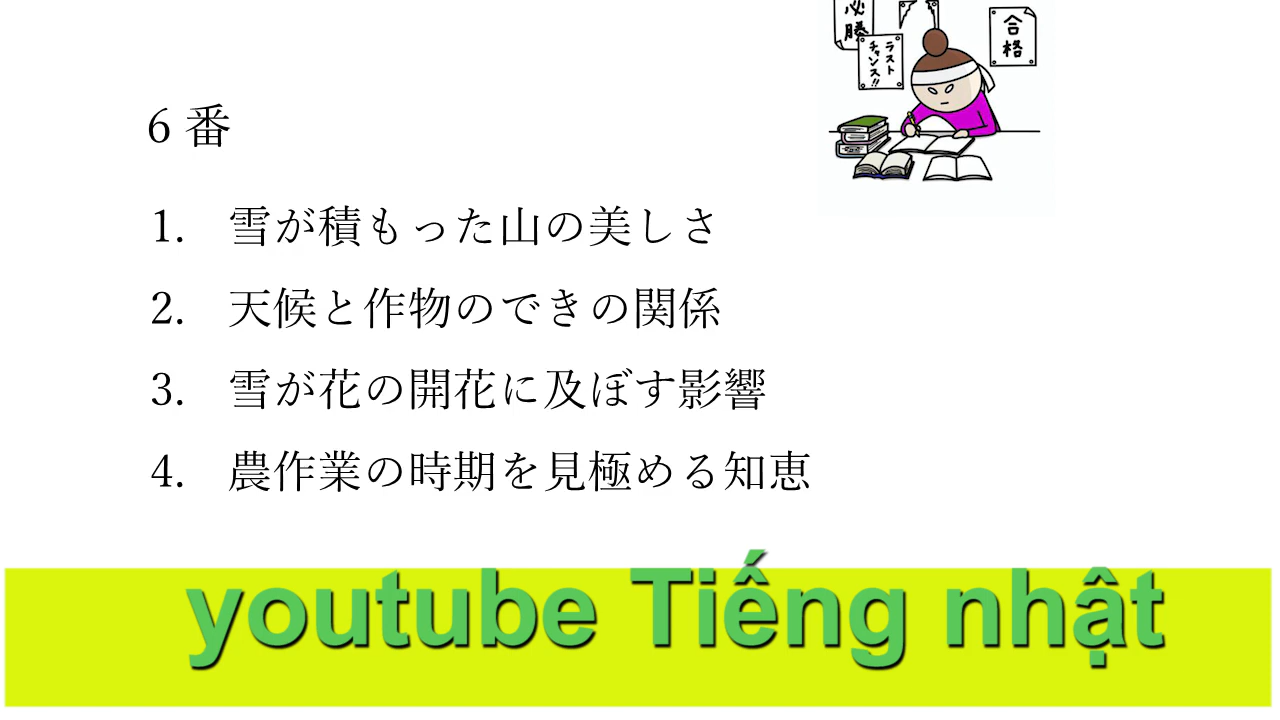 必勝
ラスト
チャンス!!
合格
6 番
1. 雪が積もった山の美しさ
2. 天候と作物のできの関係
3. 雪が花の開花に及ぼす影響
4. 農作業の時期を見極める知恵
youtube Tiếng nhật